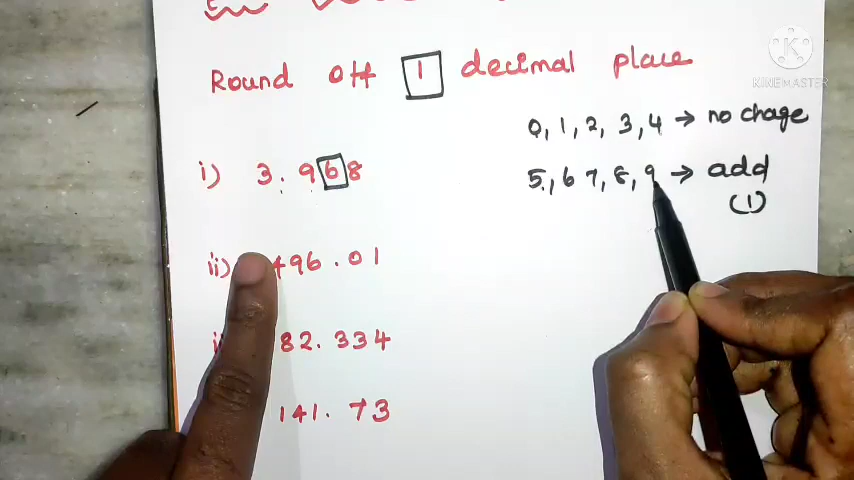 Round off 1 decimal place
0, 1, 2, 3, 4 → no chage
5, 6 7, 8, 9 → add
(1)
i) 3.968
ii) 496.01
82.334
141.73
K
KINEMASTER